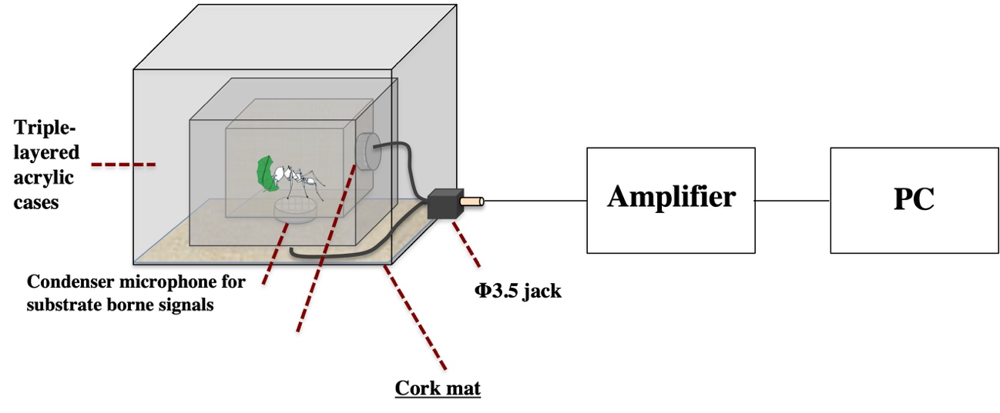 Triple-
layered
acrylic
cases
Condenser microphone for
substrate borne signals
Φ3.5 jack
Cork mat
Amplifier
PC